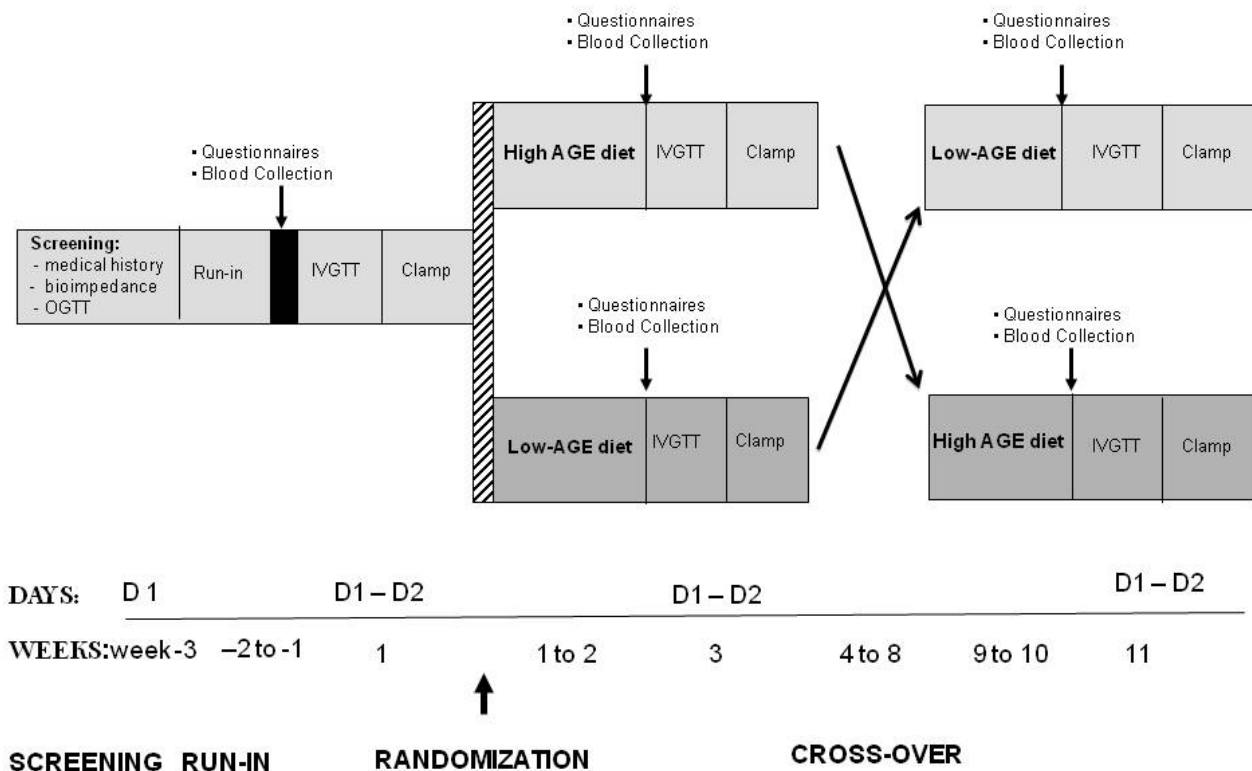 ▪ Questionnaires
▪ Blood Collection
▪ Questionnaires
▪ Blood Collection
▪ Questionnaires
▪ Blood Collection
High AGE diet IVGTT Clamp
Low-AGE diet IVGTT Clamp
Screening:
- medical history
- bioimpedance
- OGTT
Run-in IVGTT Clamp
▪ Questionnaires
▪ Blood Collection
▪ Questionnaires
▪ Blood Collection
Low-AGE diet IVGTT Clamp
High AGE diet IVGTT Clamp
DAYS: D 1 D1 – D2 D1 – D2 D1 – D2
WEEKS: week -3 –2 to -1 1 1 to 2 3 4 to 8 9 to 10 11
SCREENING RUN-IN RANDOMIZATION CROSS-OVER